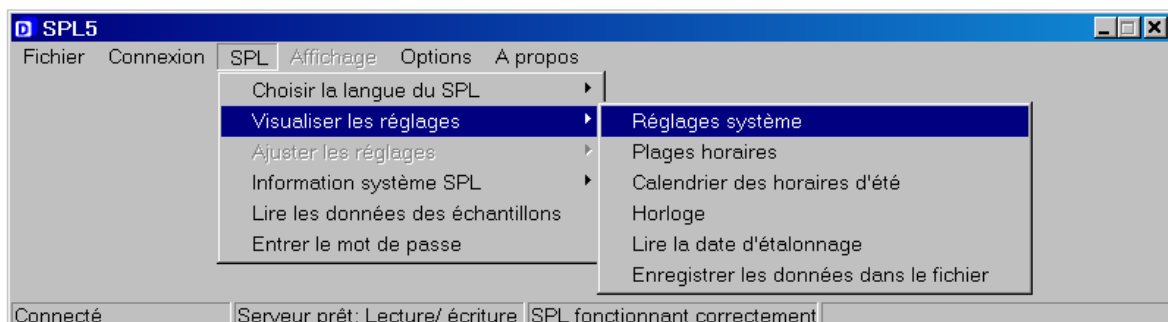 D SPL5
Fichier Connexion SPL Affichage Options A propos
Choisir la langue du SPL
Visualiser les réglages
Réglages système
Ajuster les réglages
Plages horaires
Information système SPL
Calendrier des horaires d'été
Lire les données des échantillons
Horloge
Entrer le mot de passe
Lire la date d'étalonnage
Enregistrer les données dans le fichier
Connecté Serveur prêt: Lecture/ écriture SPL fonctionnant correctement